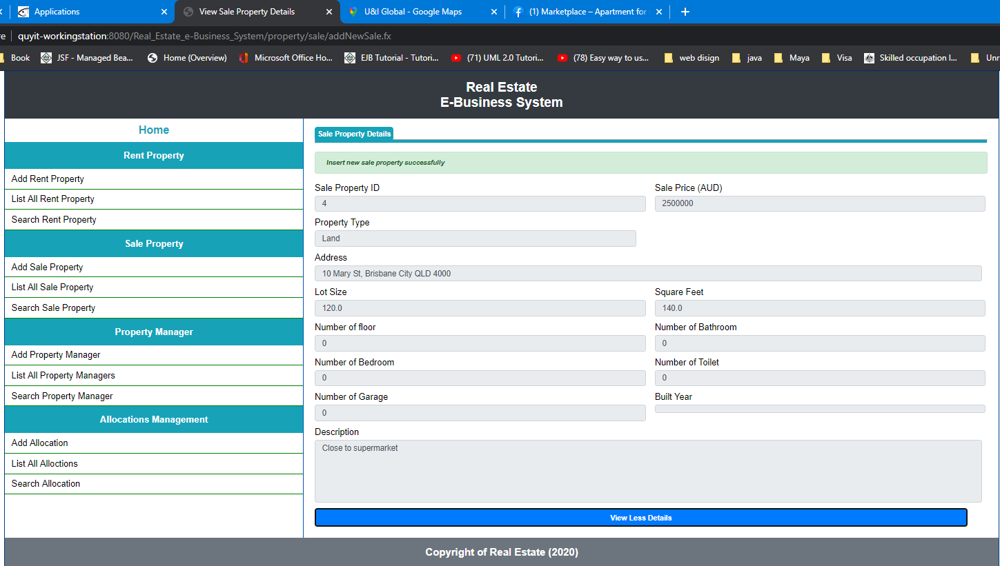 Applications
View Sale Property Details
U&I Global - Google Maps
(1) Marketplace – Apartment for
re quyit-workingstation:8080/Real_Estate_e-Business_System/property/sale/addNewSale.fx
Book JSF - Managed Bea... Home (Overview) Microsoft Office Ho... EJB Tutorial - Tutori... (71) UML 2.0 Tutori... (78) Easy way to us... web disign java Maya Visa Skilled occupation l... Unr
Real Estate
E-Business System
Home
Rent Property
Add Rent Property
List All Rent Property
Search Rent Property
Sale Property
Add Sale Property
List All Sale Property
Search Sale Property
Property Manager
Add Property Manager
List All Property Managers
Search Property Manager
Allocations Management
Add Allocation
List All Alloctions
Search Allocation
Sale Property Details
Insert new sale property successfully
Sale Property ID Sale Price (AUD)
4 2500000
Property Type
Land
Address
10 Mary St, Brisbane City QLD 4000
Lot Size Square Feet
120.0 140.0
Number of floor Number of Bathroom
0 0
Number of Bedroom Number of Toilet
0 0
Number of Garage Built Year
0
Description
Close to supermarket
View Less Details
Copyright of Real Estate (2020)